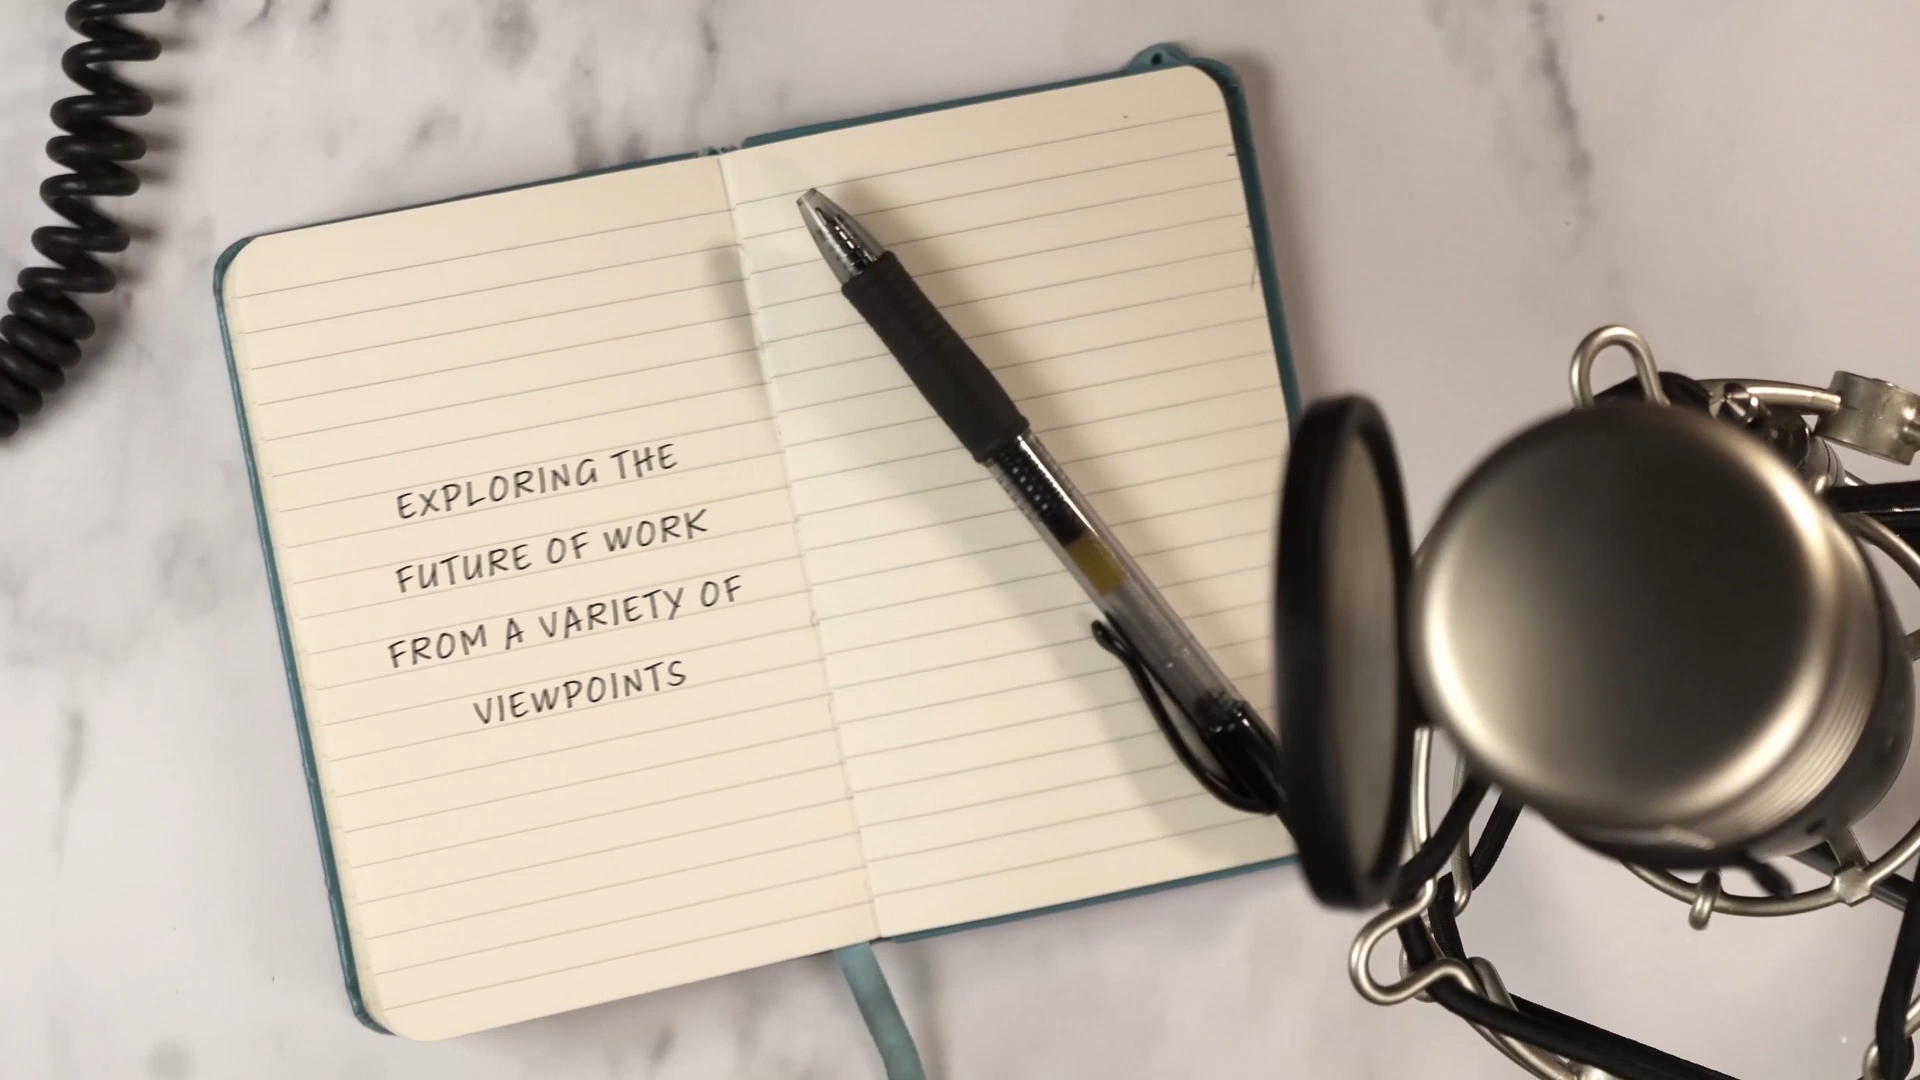 EXPLORING THE
FUTURE OF WORK
FROM A VARIETY OF
VIEWPOINTS